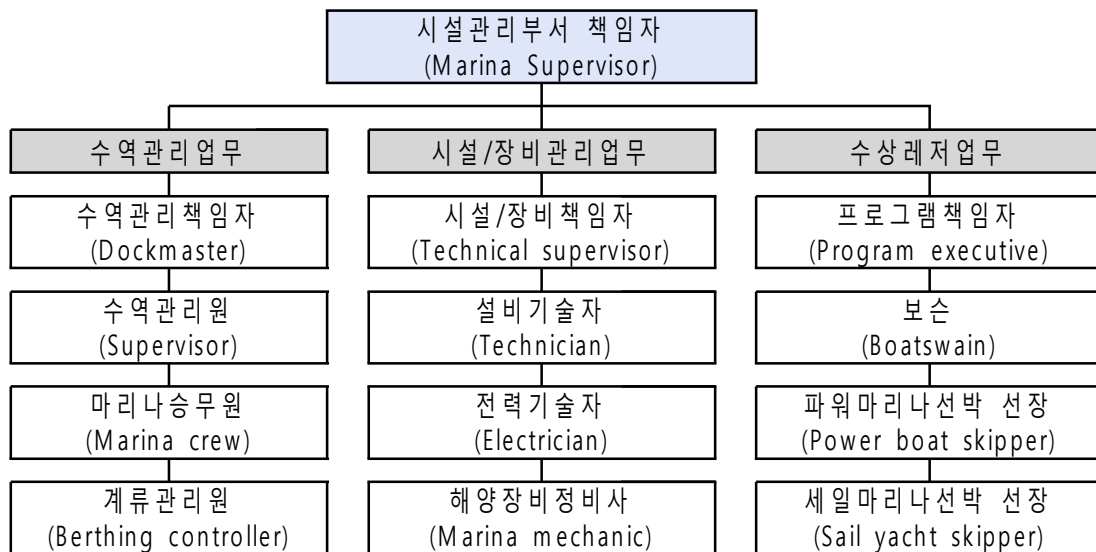 시설관리부서 책임자
(Marina Supervisor)
수역관리업무
시설/장비관리업무
수상레저업무
수역관리책임자
(Dockmaster)
시설/장비책임자
(Technical supervisor)
프로그램책임자
(Program executive)
수역관리원
(Supervisor)
설비기술자
(Technician)
보슨
(Boatswain)
마리나승무원
(Marina crew)
전력기술자
(Electrician)
파워마리나선박 선장
(Power boat skipper)
계류관리원
(Berthing controller)
해양장비정비사
(Marina mechanic)
세일마리나선박 선장
(Sail yacht skipper)